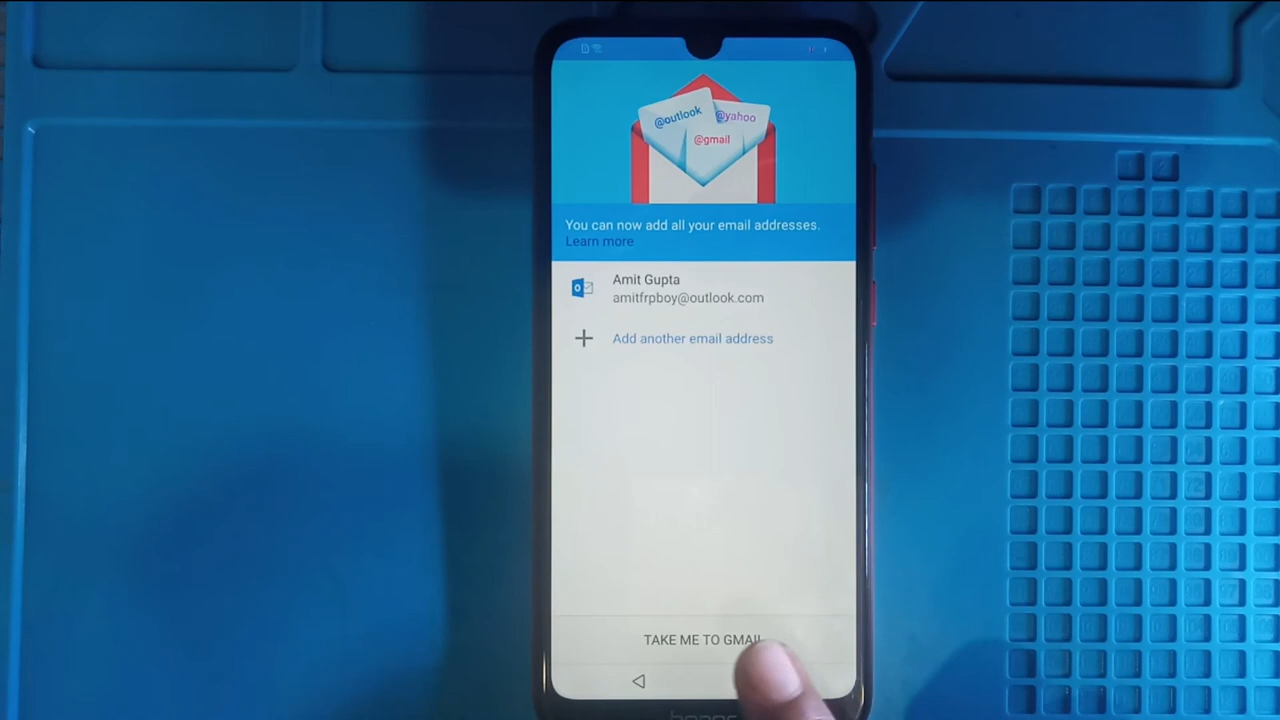 @outlook
@yahoo
@gmail
You can now add all your email addresses.
Learn more
Amit Gupta
amitfrpboy@outlook.com
Add another email address
TAKE ME TO GMAIL
honor